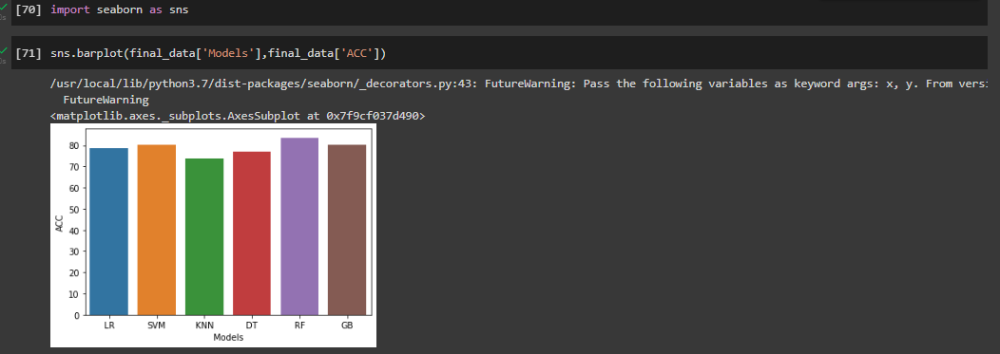 [70] import seaborn as sns
[71] sns.barplot(final_data['Models'],final_data['ACC'])
/usr/local/lib/python3.7/dist-packages/seaborn/_decorators.py:43: FutureWarning: Pass the following variables as keyword args: x, y. From
FutureWarning
<matplotlib.axes._subplots.AxesSubplot at 0x7f9cf037d490>
80
70
60
50
40
30
20
10
0
ACC
LR SVM KNN DT RF GB
Models